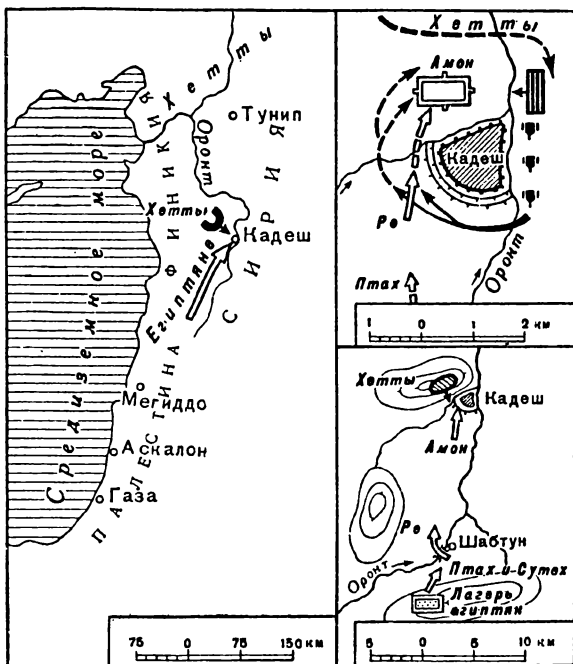 Хетты
Тунип
Оронт
Средиземное море
ФИНИКИЯ
СИРИЯ
Хетты
Кадеш
Египтяне
ПАЛЕСТИНА
Мегиддо
Аскалон
Газа
75 0 75 150 км
Хетты
Амон
Кадеш
Ре
Оронт
Птах
1 0 1 2 км
Хетты
Кадеш
Амон
Ре
Шабтун
Оронт
Птах и Сутех
Лагерь
египтян
5 0 5 10 км